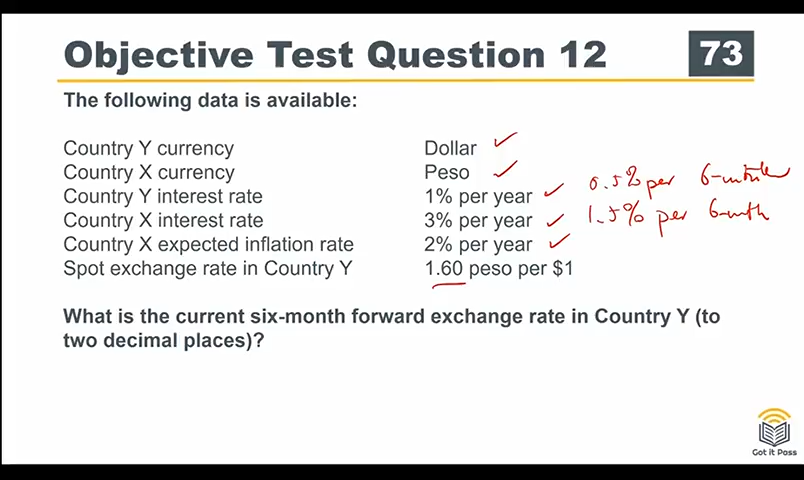 Objective Test Question 12
73
The following data is available:
Country Y currency Dollar
Country X currency Peso
Country Y interest rate 1% per year 0.5% per 6-mths
Country X interest rate 3% per year 1.5% per 6-mth
Country X expected inflation rate 2% per year
Spot exchange rate in Country Y 1.60 peso per $1
What is the current six-month forward exchange rate in Country Y (to
two decimal places)?
Got it Pass